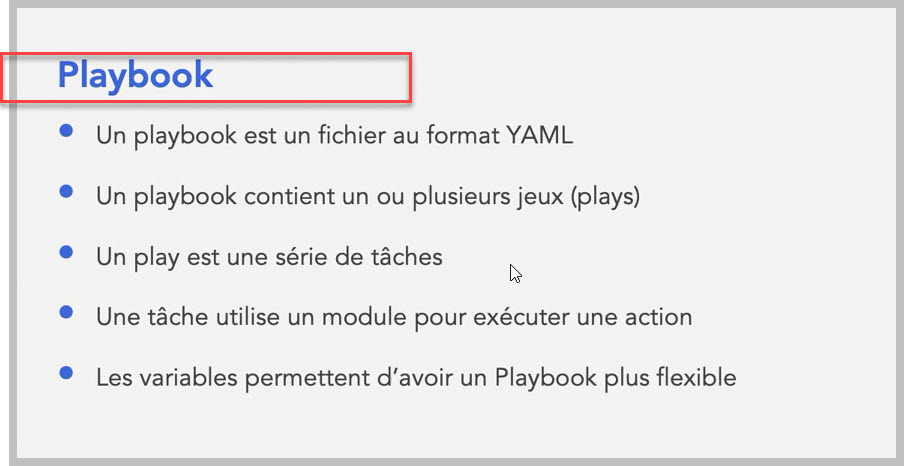 Playbook
• Un playbook est un fichier au format YAML
• Un playbook contient un ou plusieurs jeux (plays)
• Un play est une série de tâches
• Une tâche utilise un module pour exécuter une action
• Les variables permettent d’avoir un Playbook plus flexible